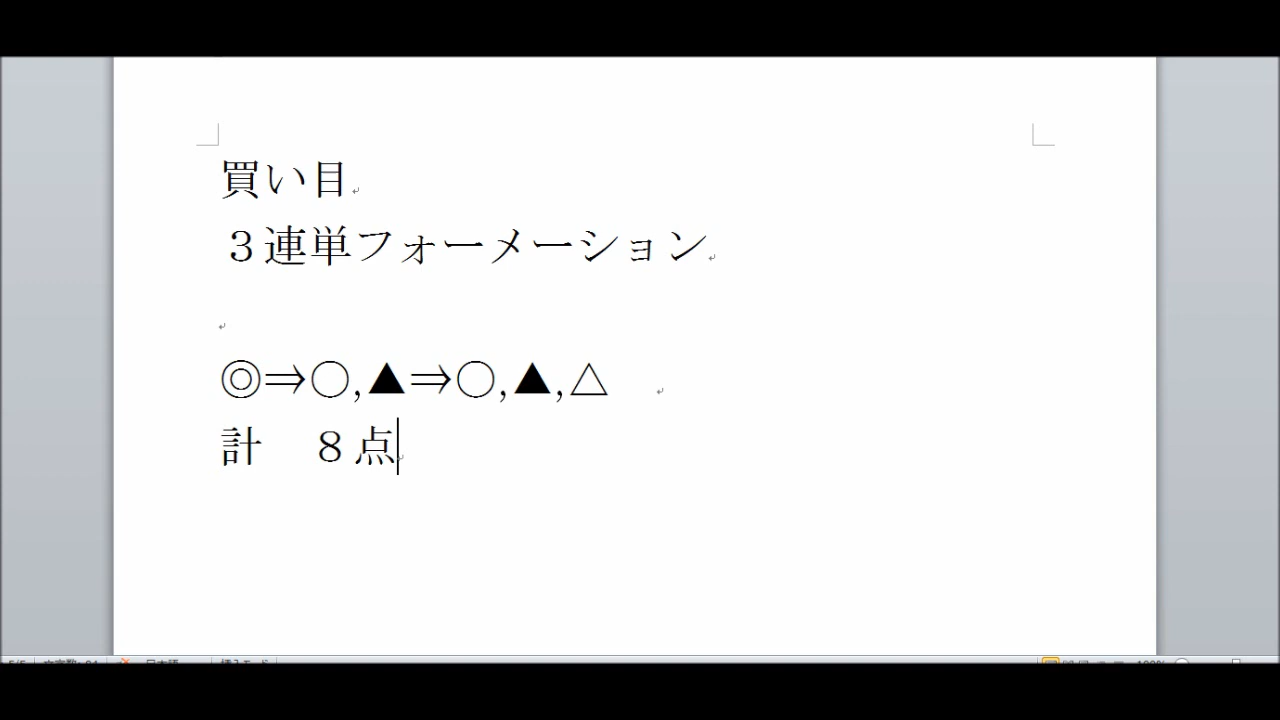 買い目
３連単フォーメーション
◎⇒○,▲⇒○,▲,△
計　８点